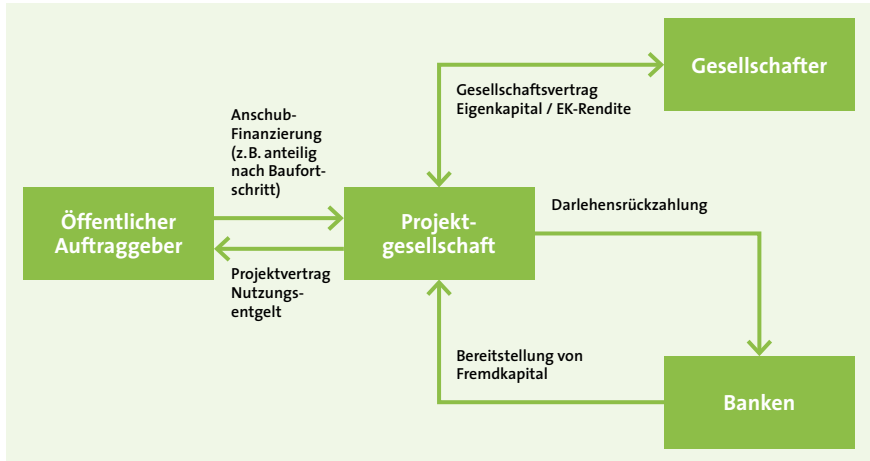 Gesellschafter
Gesellschaftsvertrag
Eigenkapital / EK-Rendite
Anschub-
Finanzierung
(z. B. anteilig
nach Baufort-
schritt)
Öffentlicher
Auftraggeber
Projekt-
gesellschaft
Darlehensrückzahlung
Projektvertrag
Nutzungs-
entgelt
Bereitstellung von
Fremdkapital
Banken